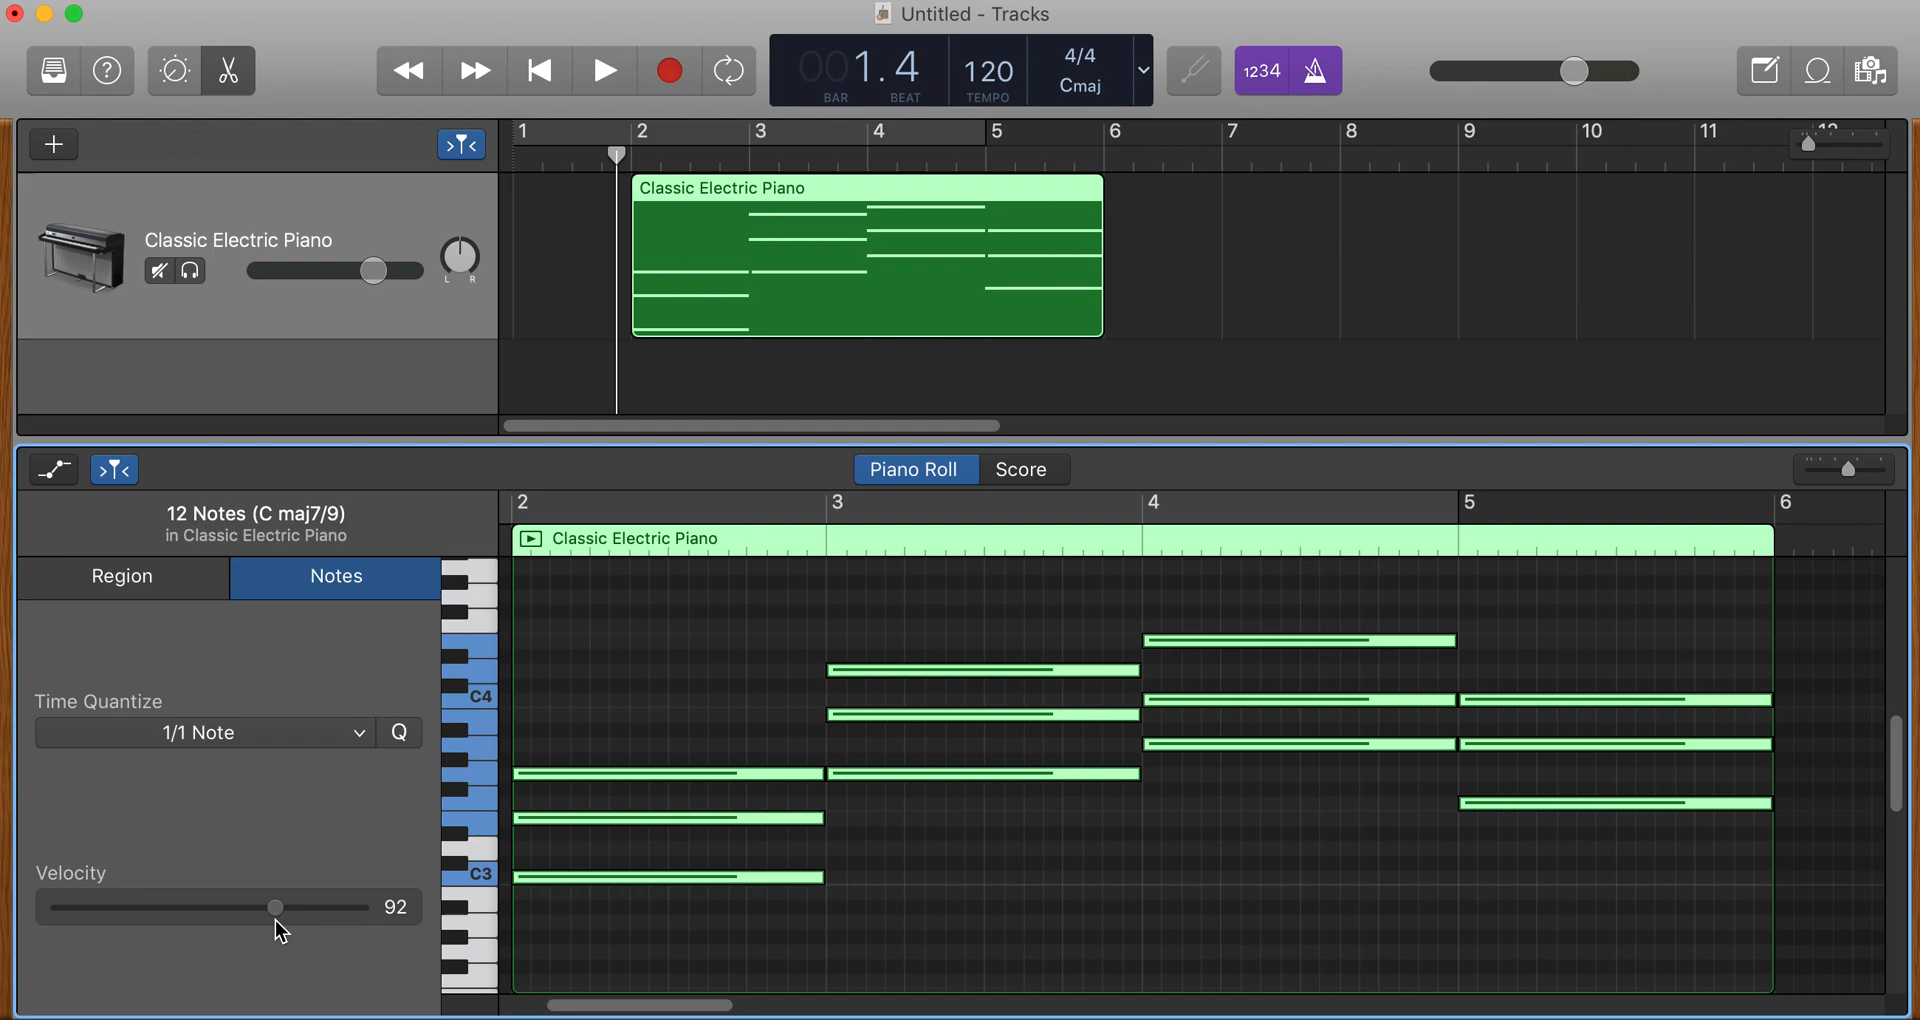 Untitled - Tracks
001.4
120
4/4
Cmaj
BAR
BEAT
TEMPO
1234
1 2 3 4 5 6 7 8 9 10 11 12
Classic Electric Piano
Classic Electric Piano
L R
Piano Roll
Score
12 Notes (C maj7/9)
in Classic Electric Piano
2 3 4 5 6
Classic Electric Piano
Region
Notes
C4
Time Quantize
1/1 Note
Q
Velocity
C3
92